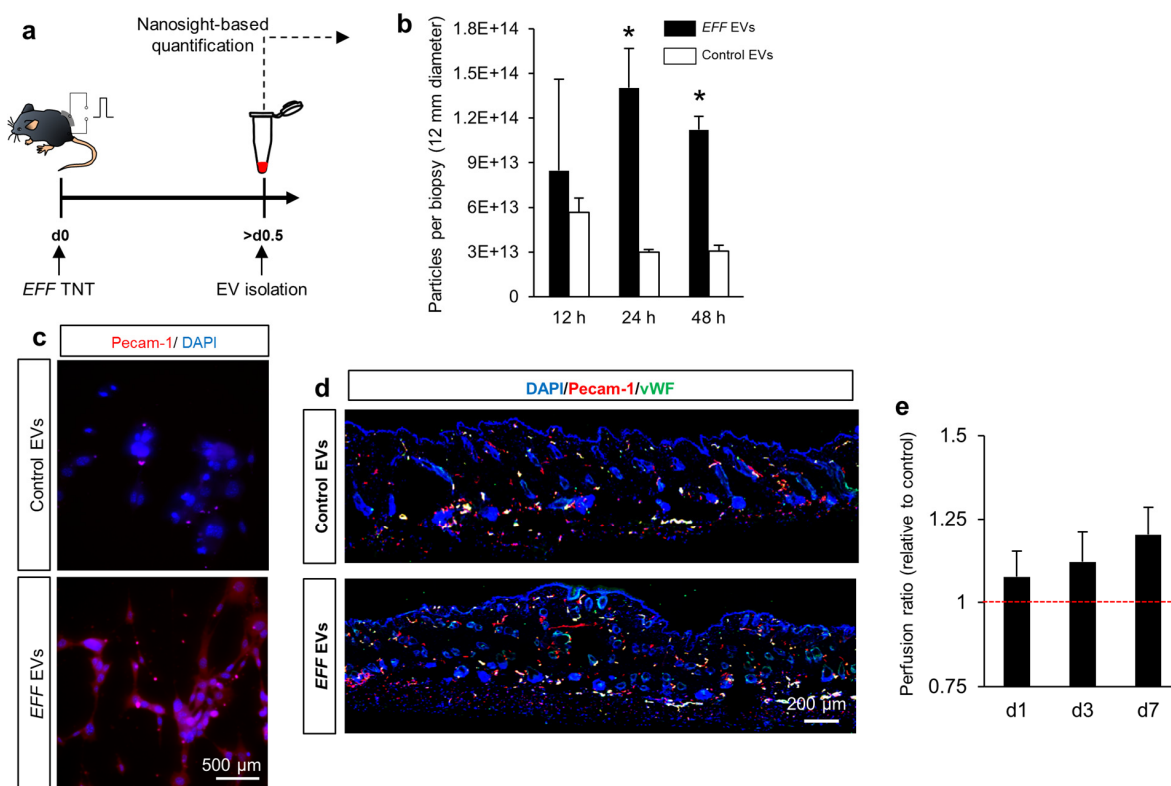 a
Nanosight-based
quantification
d0
>d0.5
EFF TNT
EV isolation
b
Particles per biopsy (12 mm diameter)
1.8E+14
1.5E+14
1.2E+14
9E+13
6E+13
3E+13
0
*
*
EFF EVs
Control EVs
12 h
24 h
48 h
c
Pecam-1/ DAPI
Control EVs
EFF EVs
500 µm
d
DAPI/Pecam-1/vWF
Control EVs
EFF EVs
200 µm
e
Perfusion ratio (relative to control)
1.5
1.25
1
0.75
d1
d3
d7